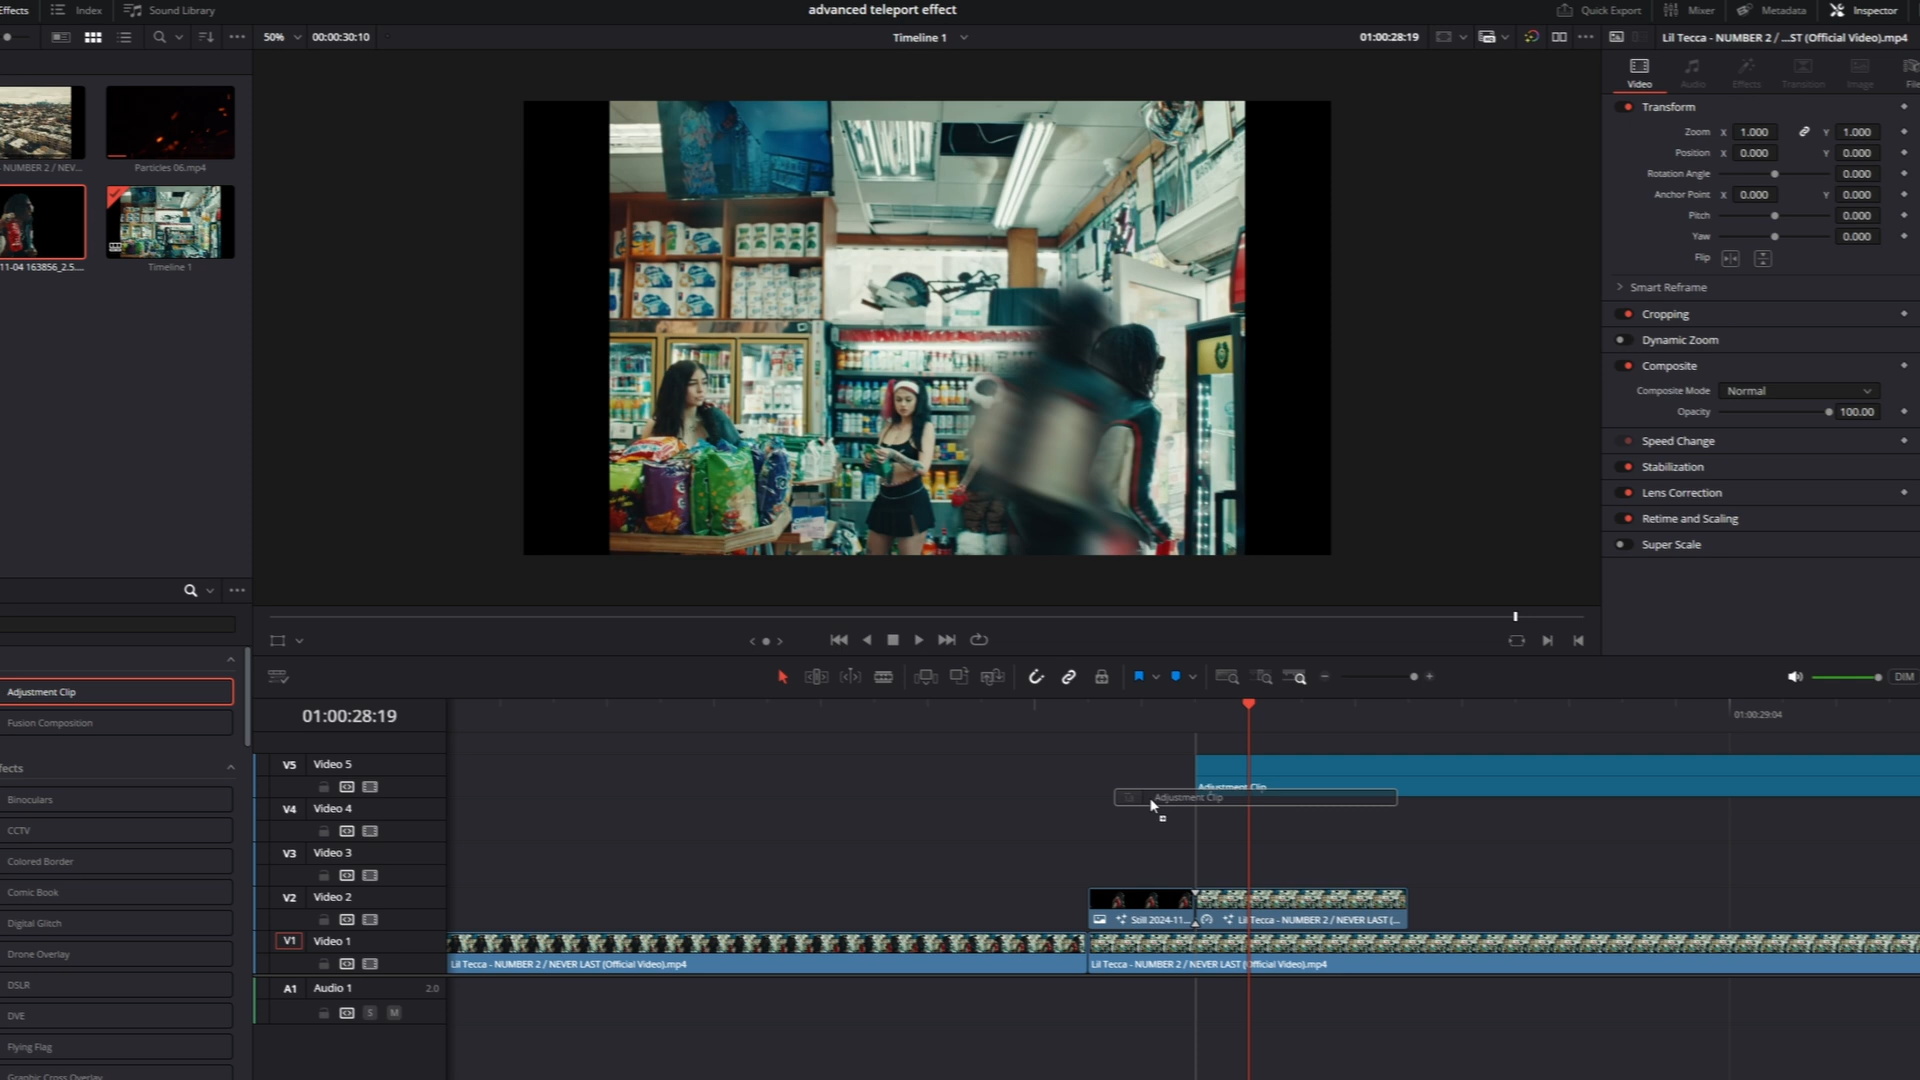 Effects
Index
Sound Library
advanced teleport effect
Quick Export
Mixer
Metadata
Inspector
50%
00:00:30:10
Timeline 1
01:00:28:19
Lil Tecca - NUMBER 2 / ...ST (Official Video).mp4
Video
Audio
Effects
Transition
Image
File
Transform
Zoom X 1.000 Y 1.000
Position X 0.000 Y 0.000
Rotation Angle 0.000
Anchor Point X 0.000 Y 0.000
Pitch 0.000
Yaw 0.000
Flip
Smart Reframe
Cropping
Dynamic Zoom
Composite
Composite Mode Normal
Opacity 100.00
Speed Change
Stabilization
Lens Correction
Retime and Scaling
Super Scale
NUMBER 2 / NEV...
Particles 06.mp4
11-04 163856_2.5....
Timeline 1
Adjustment Clip
Fusion Composition
fects
Binoculars
CCTV
Colored Border
Comic Book
Digital Glitch
Drone Overlay
DSLR
DVE
Flying Flag
Graphic Cross Overlay
DIM
01:00:28:19
01:00:29:04
V5 Video 5
Adjustment Clip
Adjustment Clip
V4 Video 4
V3 Video 3
V2 Video 2
Still 2024-11...
Lil Tecca - NUMBER 2 / NEVER LAST (...
V1 Video 1
Lil Tecca - NUMBER 2 / NEVER LAST (Official Video).mp4
Lil Tecca - NUMBER 2 / NEVER LAST (Official Video).mp4
A1 Audio 1 2.0
S M